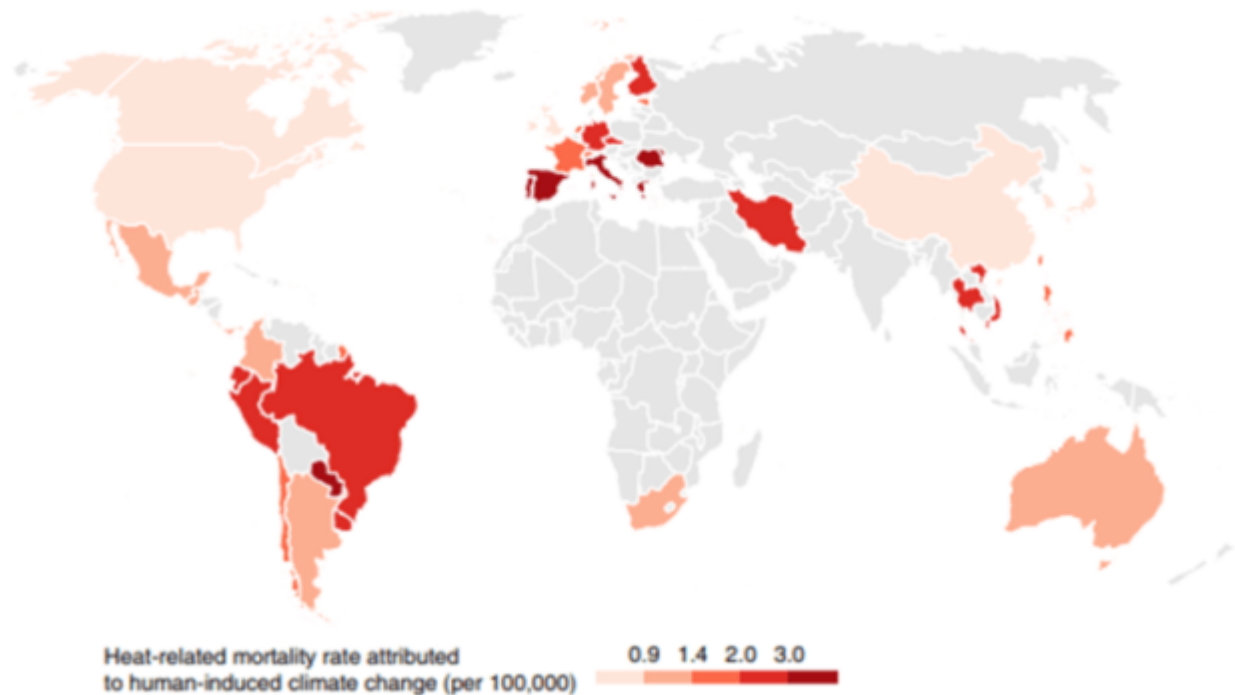 Heat-related mortality rate attributed
to human-induced climate change (per 100,000)
0.9 1.4 2.0 3.0